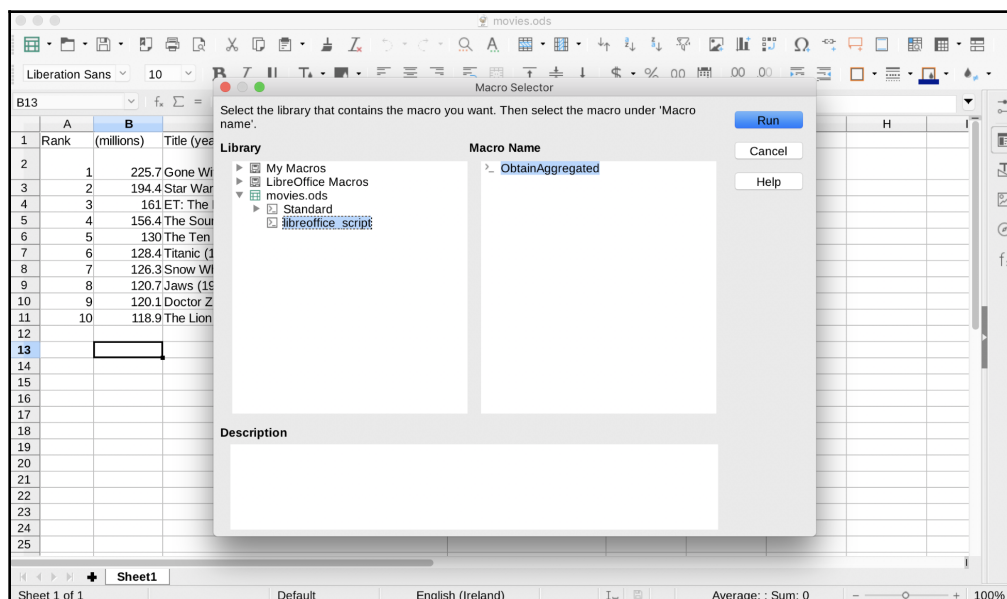 movies.ods
Liberation Sans 10
B13
Macro Selector
Select the library that contains the macro you want. Then select the macro under 'Macro
name'.
Run
Cancel
Help
Library
Macro Name
My Macros
LibreOffice Macros
movies.ods
Standard
libreoffice_script
ObtainAggregated
Description
A B H
1 Rank (millions) Title (yea
2 1 225.7 Gone Wi
3 2 194.4 Star War
4 3 161 ET: The
5 4 156.4 The Sour
6 5 130 The Ten
7 6 128.4 Titanic (1
8 7 126.3 Snow Wh
9 8 120.7 Jaws (19
10 9 120.1 Doctor Z
11 10 118.9 The Lion
12
13
14
15
16
17
18
19
20
21
22
23
24
25
Sheet1
Sheet 1 of 1 Default English (Ireland) Average: ; Sum: 0 100%